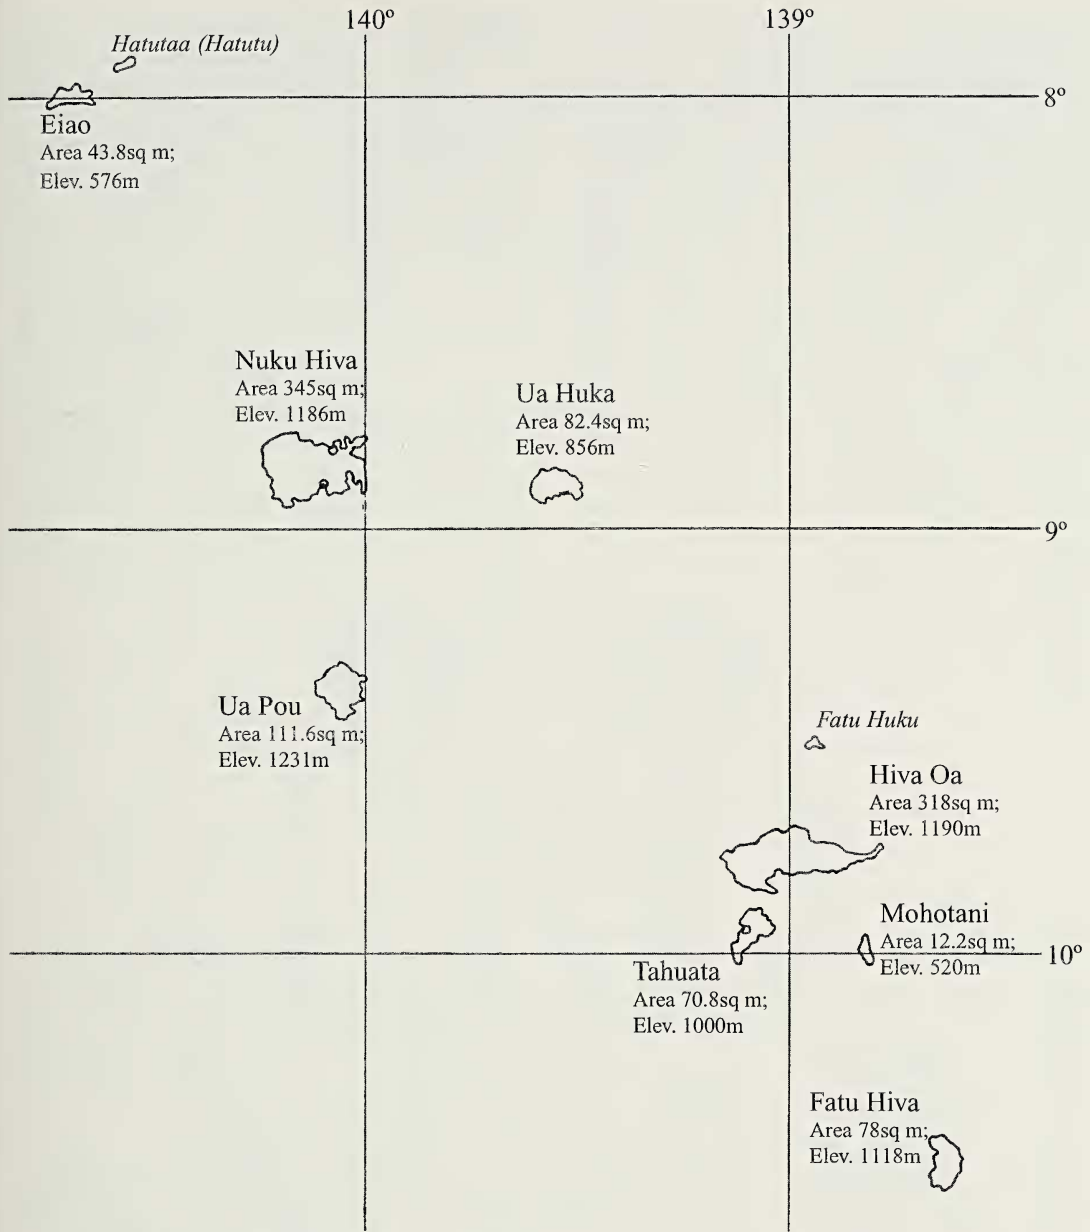 140º
139º
Hatutaa (Hatutu)
8º
Eiao
Area 43.8sq m;
Elev. 576m
Nuku Hiva
Area 345sq m;
Elev. 1186m
Ua Huka
Area 82.4sq m;
Elev. 856m
9º
Ua Pou
Area 111.6sq m;
Elev. 1231m
Fatu Huku
Hiva Oa
Area 318sq m;
Elev. 1190m
Mohotani
Area 12.2sq m;
Elev. 520m
10º
Tahuata
Area 70.8sq m;
Elev. 1000m
Fatu Hiva
Area 78sq m;
Elev. 1118m